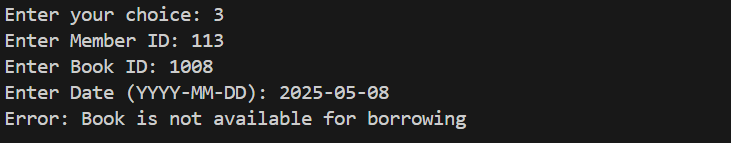 Enter your choice: 3
Enter Member ID: 113
Enter Book ID: 1008
Enter Date (YYYY-MM-DD): 2025-05-08
Error: Book is not available for borrowing